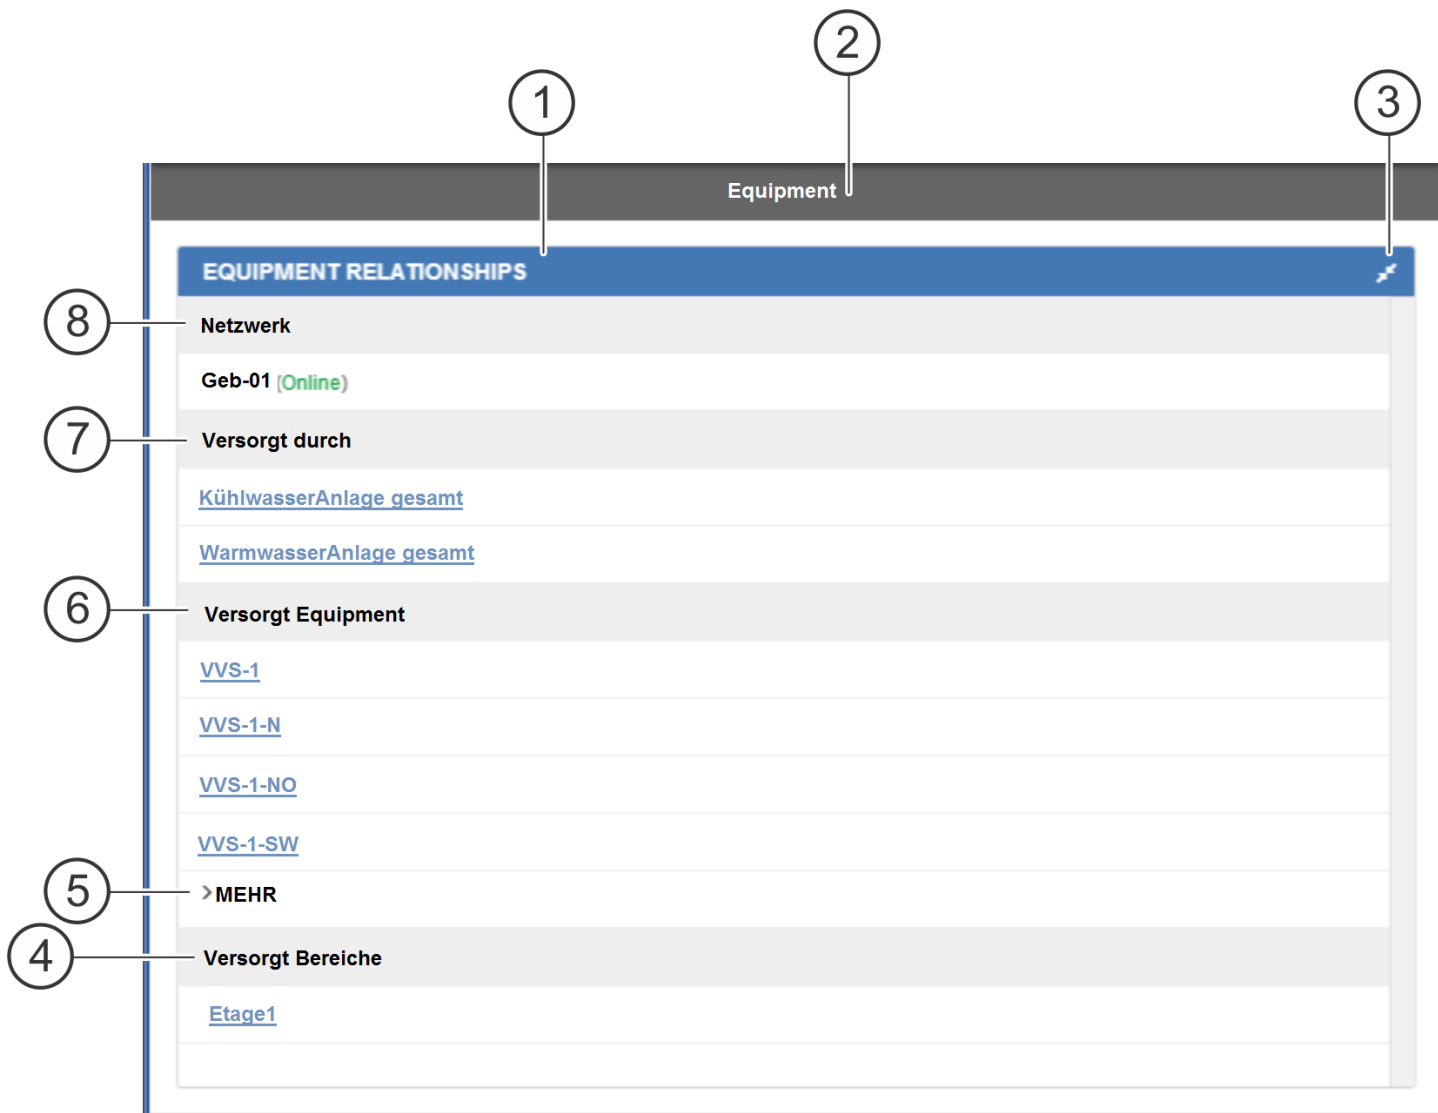 2
1
3
Equipment
EQUIPMENT RELATIONSHIPS
8
Netzwerk
Geb-01 (Online)
7
Versorgt durch
KühlwasserAnlage gesamt
WarmwasserAnlage gesamt
6
Versorgt Equipment
VVS-1
VVS-1-N
VVS-1-NO
VVS-1-SW
5
>MEHR
4
Versorgt Bereiche
Etage1